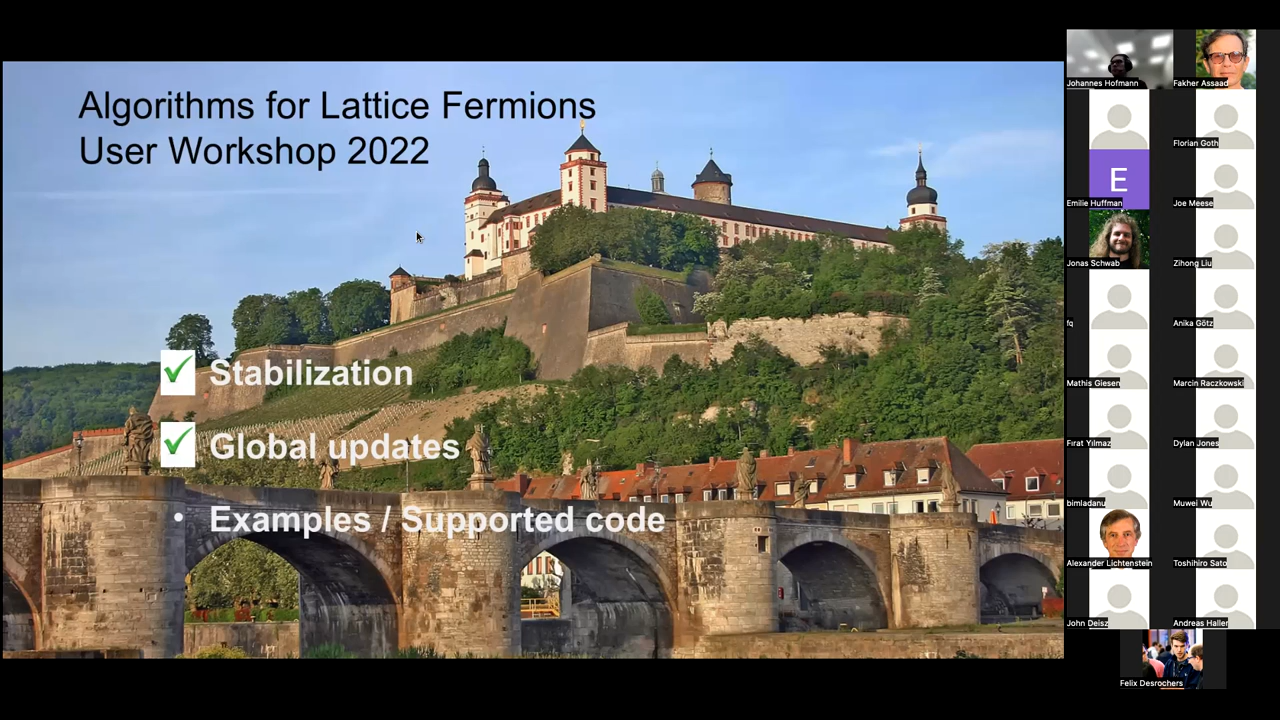 Algorithms for Lattice Fermions
User Workshop 2022
Stabilization
Global updates
• Examples / Supported code
Johannes Hofmann
Fakher Assaad
Florian Goth
E
Emilie Huffman
Joe Meese
Jonas Schwab
Zihong Liu
fq
Anika Götz
Mathis Giesen
Marcin Raczkowski
Fırat Yılmaz
Dylan Jones
bimladanu
Muwei Wu
Alexander Lichtenstein
Toshihiro Sato
John Deisz
Andreas Haller
Felix Desrochers